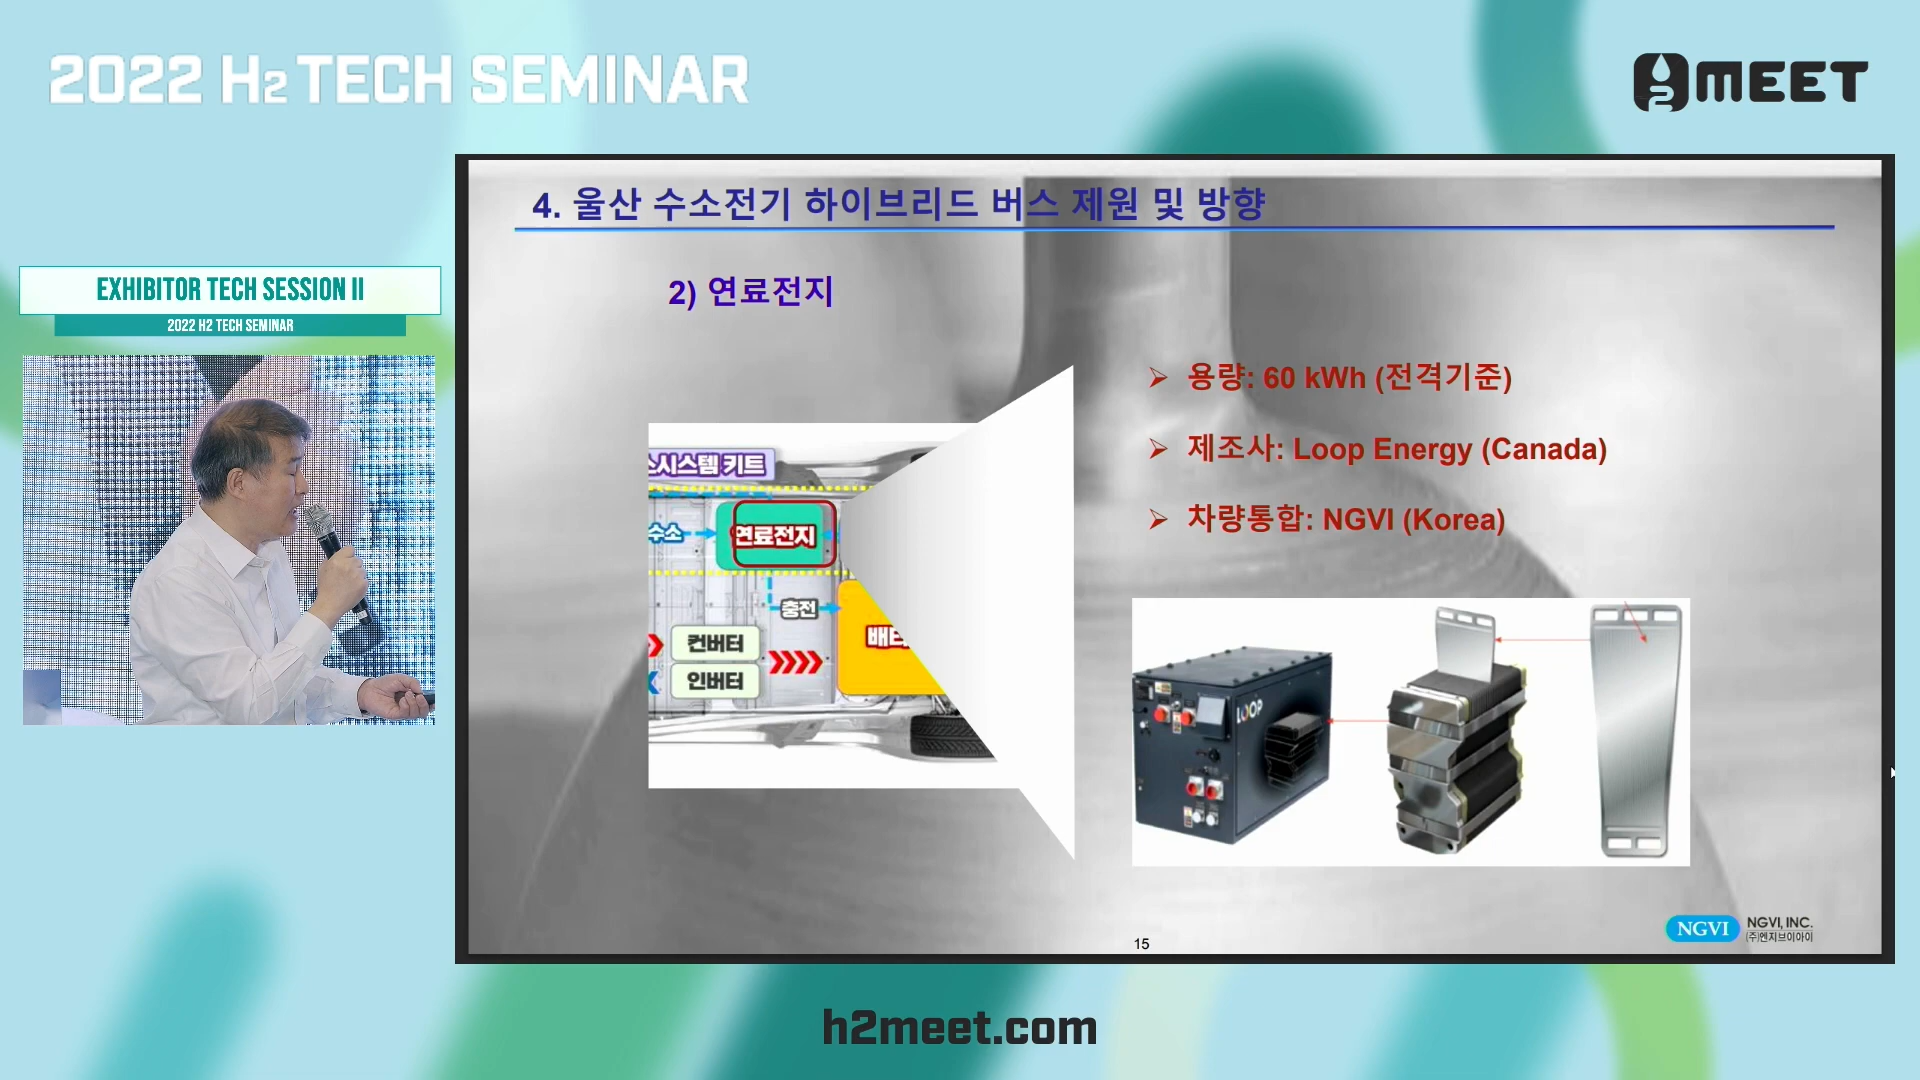 2022 H2 TECH SEMINAR
MEET
EXHIBITOR TECH SESSION II
2022 H2 TECH SEMINAR
4. 울산 수소전기 하이브리드 버스 제원 및 방향
2) 연료전지
용량: 60 kWh (전격기준)
제조사: Loop Energy (Canada)
차량통합: NGVI (Korea)
시스템 키트
수소
연료전지
충전
컨버터
인버터
LOOP
NGVI
NGVI, INC.
(주)엔지브이아이
15
h2meet.com